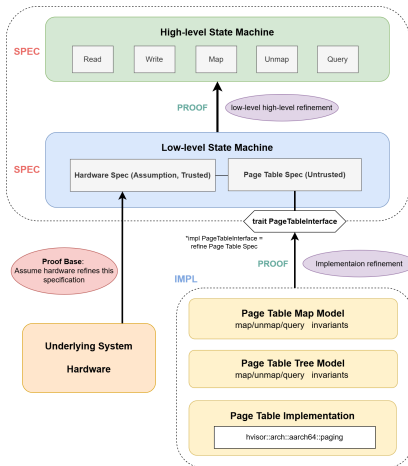 High-level State Machine
SPEC
Read
Write
Map
Unmap
Query
PROOF
low-level high-level refinement
Low-level State Machine
SPEC
Hardware Spec (Assumption, Trusted)
Page Table Spec (Untrusted)
trait PageTableInterface
*impl PageTableInterface =
refine Page Table Spec
Proof Base:
Assume hardware refines this
specification
PROOF
Implementaion refinement
IMPL
Page Table Map Model
map/unmap/query invariants
Underlying System
Hardware
Page Table Tree Model
map/unmap/query invariants
Page Table Implementation
hvisor::arch::aarch64::paging